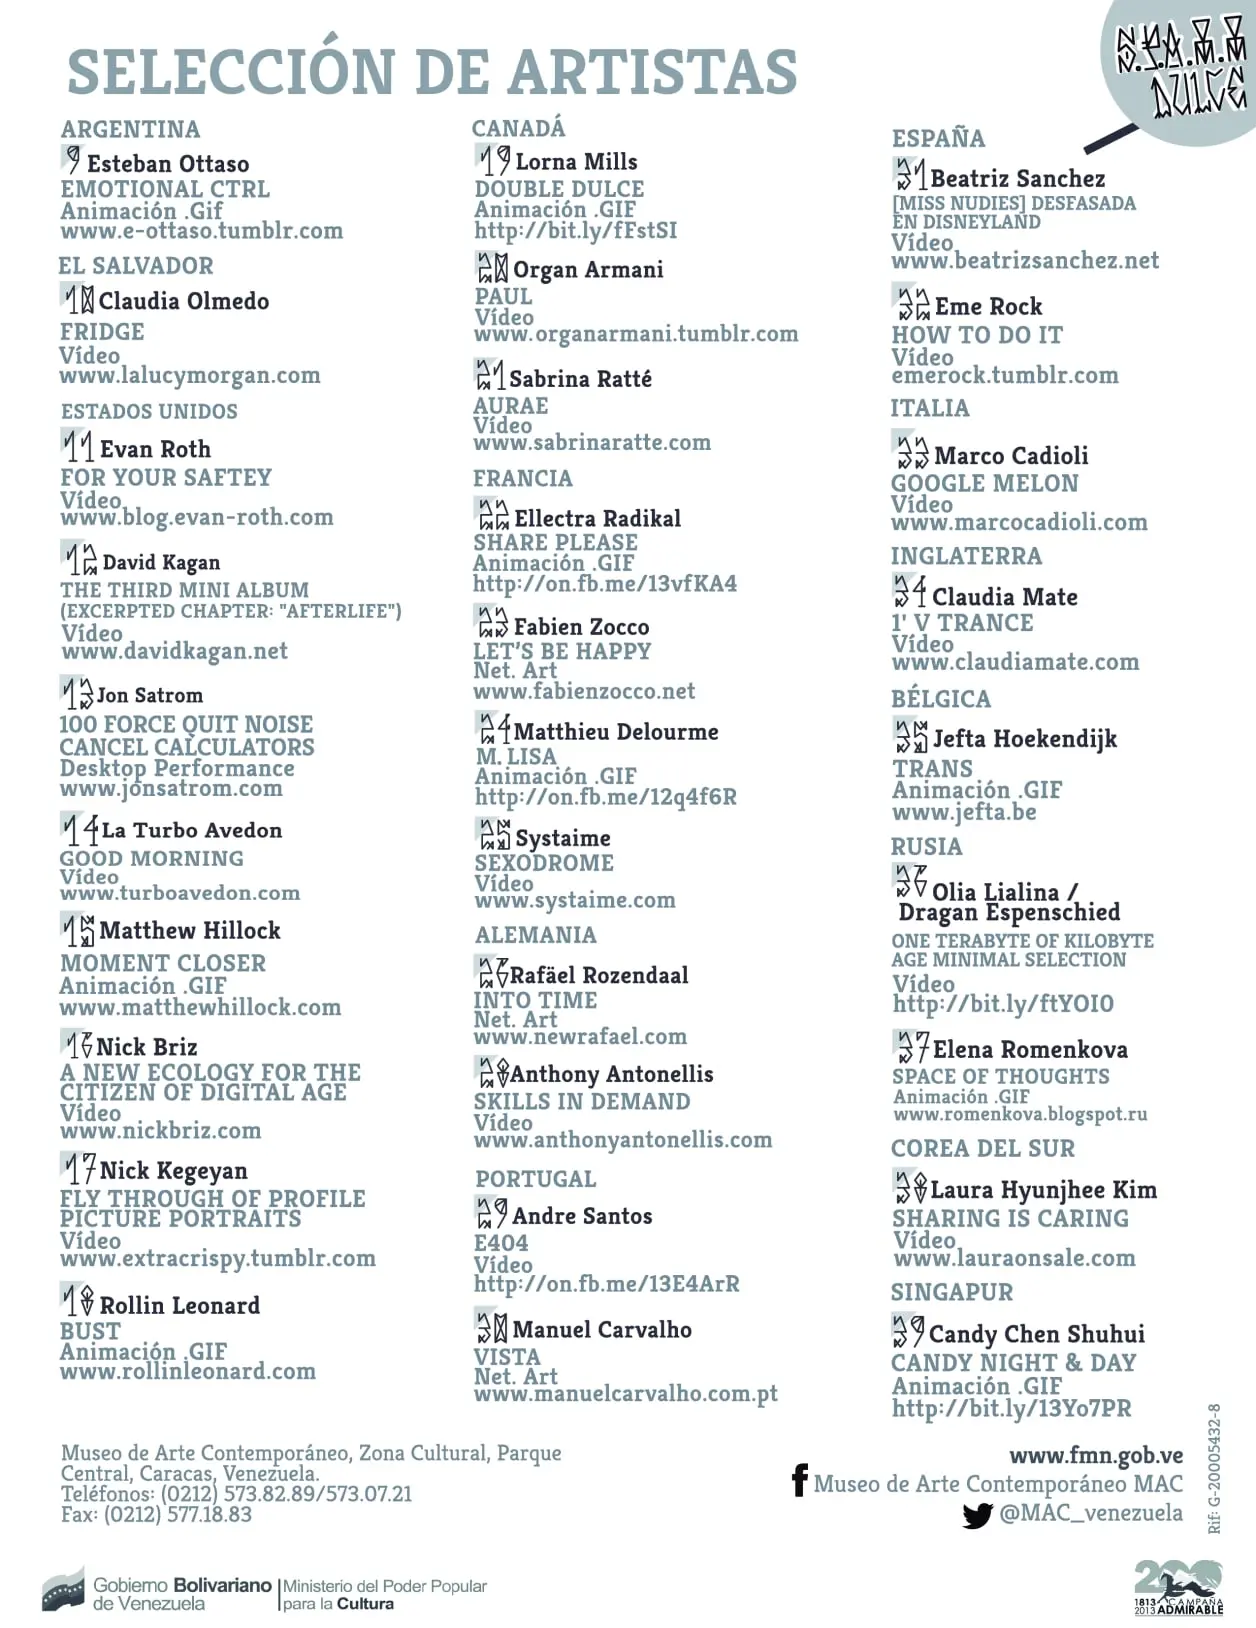 SELECCIÓN DE ARTISTAS
S.P.A.M.M
DULCE
ARGENTINA
9 Esteban Ottaso
EMOTIONAL CTRL
Animación .Gif
www.e-ottaso.tumblr.com
EL SALVADOR
10 Claudia Olmedo
FRIDGE
Vídeo
www.lalucymorgan.com
ESTADOS UNIDOS
11 Evan Roth
FOR YOUR SAFTEY
Vídeo
www.blog.evan-roth.com
12 David Kagan
THE THIRD MINI ALBUM
(EXCERPTED CHAPTER: "AFTERLIFE")
Vídeo
www.davidkagan.net
13 Jon Satrom
100 FORCE QUIT NOISE
CANCEL CALCULATORS
Desktop Performance
www.jonsatrom.com
14 La Turbo Avedon
GOOD MORNING
Vídeo
www.turboavedon.com
15 Matthew Hillock
MOMENT CLOSER
Animación .GIF
www.matthewhillock.com
16 Nick Briz
A NEW ECOLOGY FOR THE
CITIZEN OF DIGITAL AGE
Vídeo
www.nickbriz.com
17 Nick Kegeyan
FLY THROUGH OF PROFILE
PICTURE PORTRAITS
Vídeo
www.extracrispy.tumblr.com
18 Rollin Leonard
BUST
Animación .GIF
www.rollinleonard.com
CANADÁ
19 Lorna Mills
DOUBLE DULCE
Animación .GIF
http://bit.ly/fFstSI
20 Organ Armani
PAUL
Vídeo
www.organarmani.tumblr.com
21 Sabrina Ratté
AURAE
Vídeo
www.sabrinaratte.com
FRANCIA
22 Ellectra Radikal
SHARE PLEASE
Animación .GIF
http://on.fb.me/13vfKA4
23 Fabien Zocco
LET'S BE HAPPY
Net. Art
www.fabienzocco.net
24 Matthieu Delourme
M. LISA
Animación .GIF
http://on.fb.me/12q4f6R
25 Systaime
SEXODROME
Vídeo
www.systaime.com
ALEMANIA
26 Rafäel Rozendaal
INTO TIME
Net. Art
www.newrafael.com
28 Anthony Antonellis
SKILLS IN DEMAND
Vídeo
www.anthonyantonellis.com
PORTUGAL
29 Andre Santos
E404
Vídeo
http://on.fb.me/13E4ArR
30 Manuel Carvalho
VISTA
Net. Art
www.manuelcarvalho.com.pt
ESPAÑA
31 Beatriz Sanchez
[MISS NUDIES] DESFASADA
EN DISNEYLAND
Vídeo
www.beatrizsanchez.net
32 Eme Rock
HOW TO DO IT
Vídeo
emerock.tumblr.com
ITALIA
33 Marco Cadioli
GOOGLE MELON
Vídeo
www.marcocadioli.com
INGLATERRA
34 Claudia Mate
1' V TRANCE
Vídeo
www.claudiamate.com
BÉLGICA
35 Jefta Hoekendijk
TRANS
Animación .GIF
www.jefta.be
RUSIA
36 Olia Lialina /
Dragan Espenschied
ONE TERABYTE OF KILOBYTE
AGE MINIMAL SELECTION
Vídeo
http://bit.ly/ftYOI0
37 Elena Romenkova
SPACE OF THOUGHTS
Animación .GIF
www.romenkova.blogspot.ru
COREA DEL SUR
38 Laura Hyunjhee Kim
SHARING IS CARING
Vídeo
www.lauraonsale.com
SINGAPUR
39 Candy Chen Shuhui
CANDY NIGHT & DAY
Animación .GIF
http://bit.ly/13Yo7PR
Museo de Arte Contemporáneo, Zona Cultural, Parque
Central, Caracas, Venezuela.
Teléfonos: (0212) 573.82.89/573.07.21
Fax: (0212) 577.18.83
www.fmn.gob.ve
Museo de Arte Contemporáneo MAC
@MAC_venezuela
Rif: G-20005432-8
Gobierno Bolivariano
de Venezuela
Ministerio del Poder Popular
para la Cultura
200
1813 CAMPAÑA
2013 ADMIRABLE